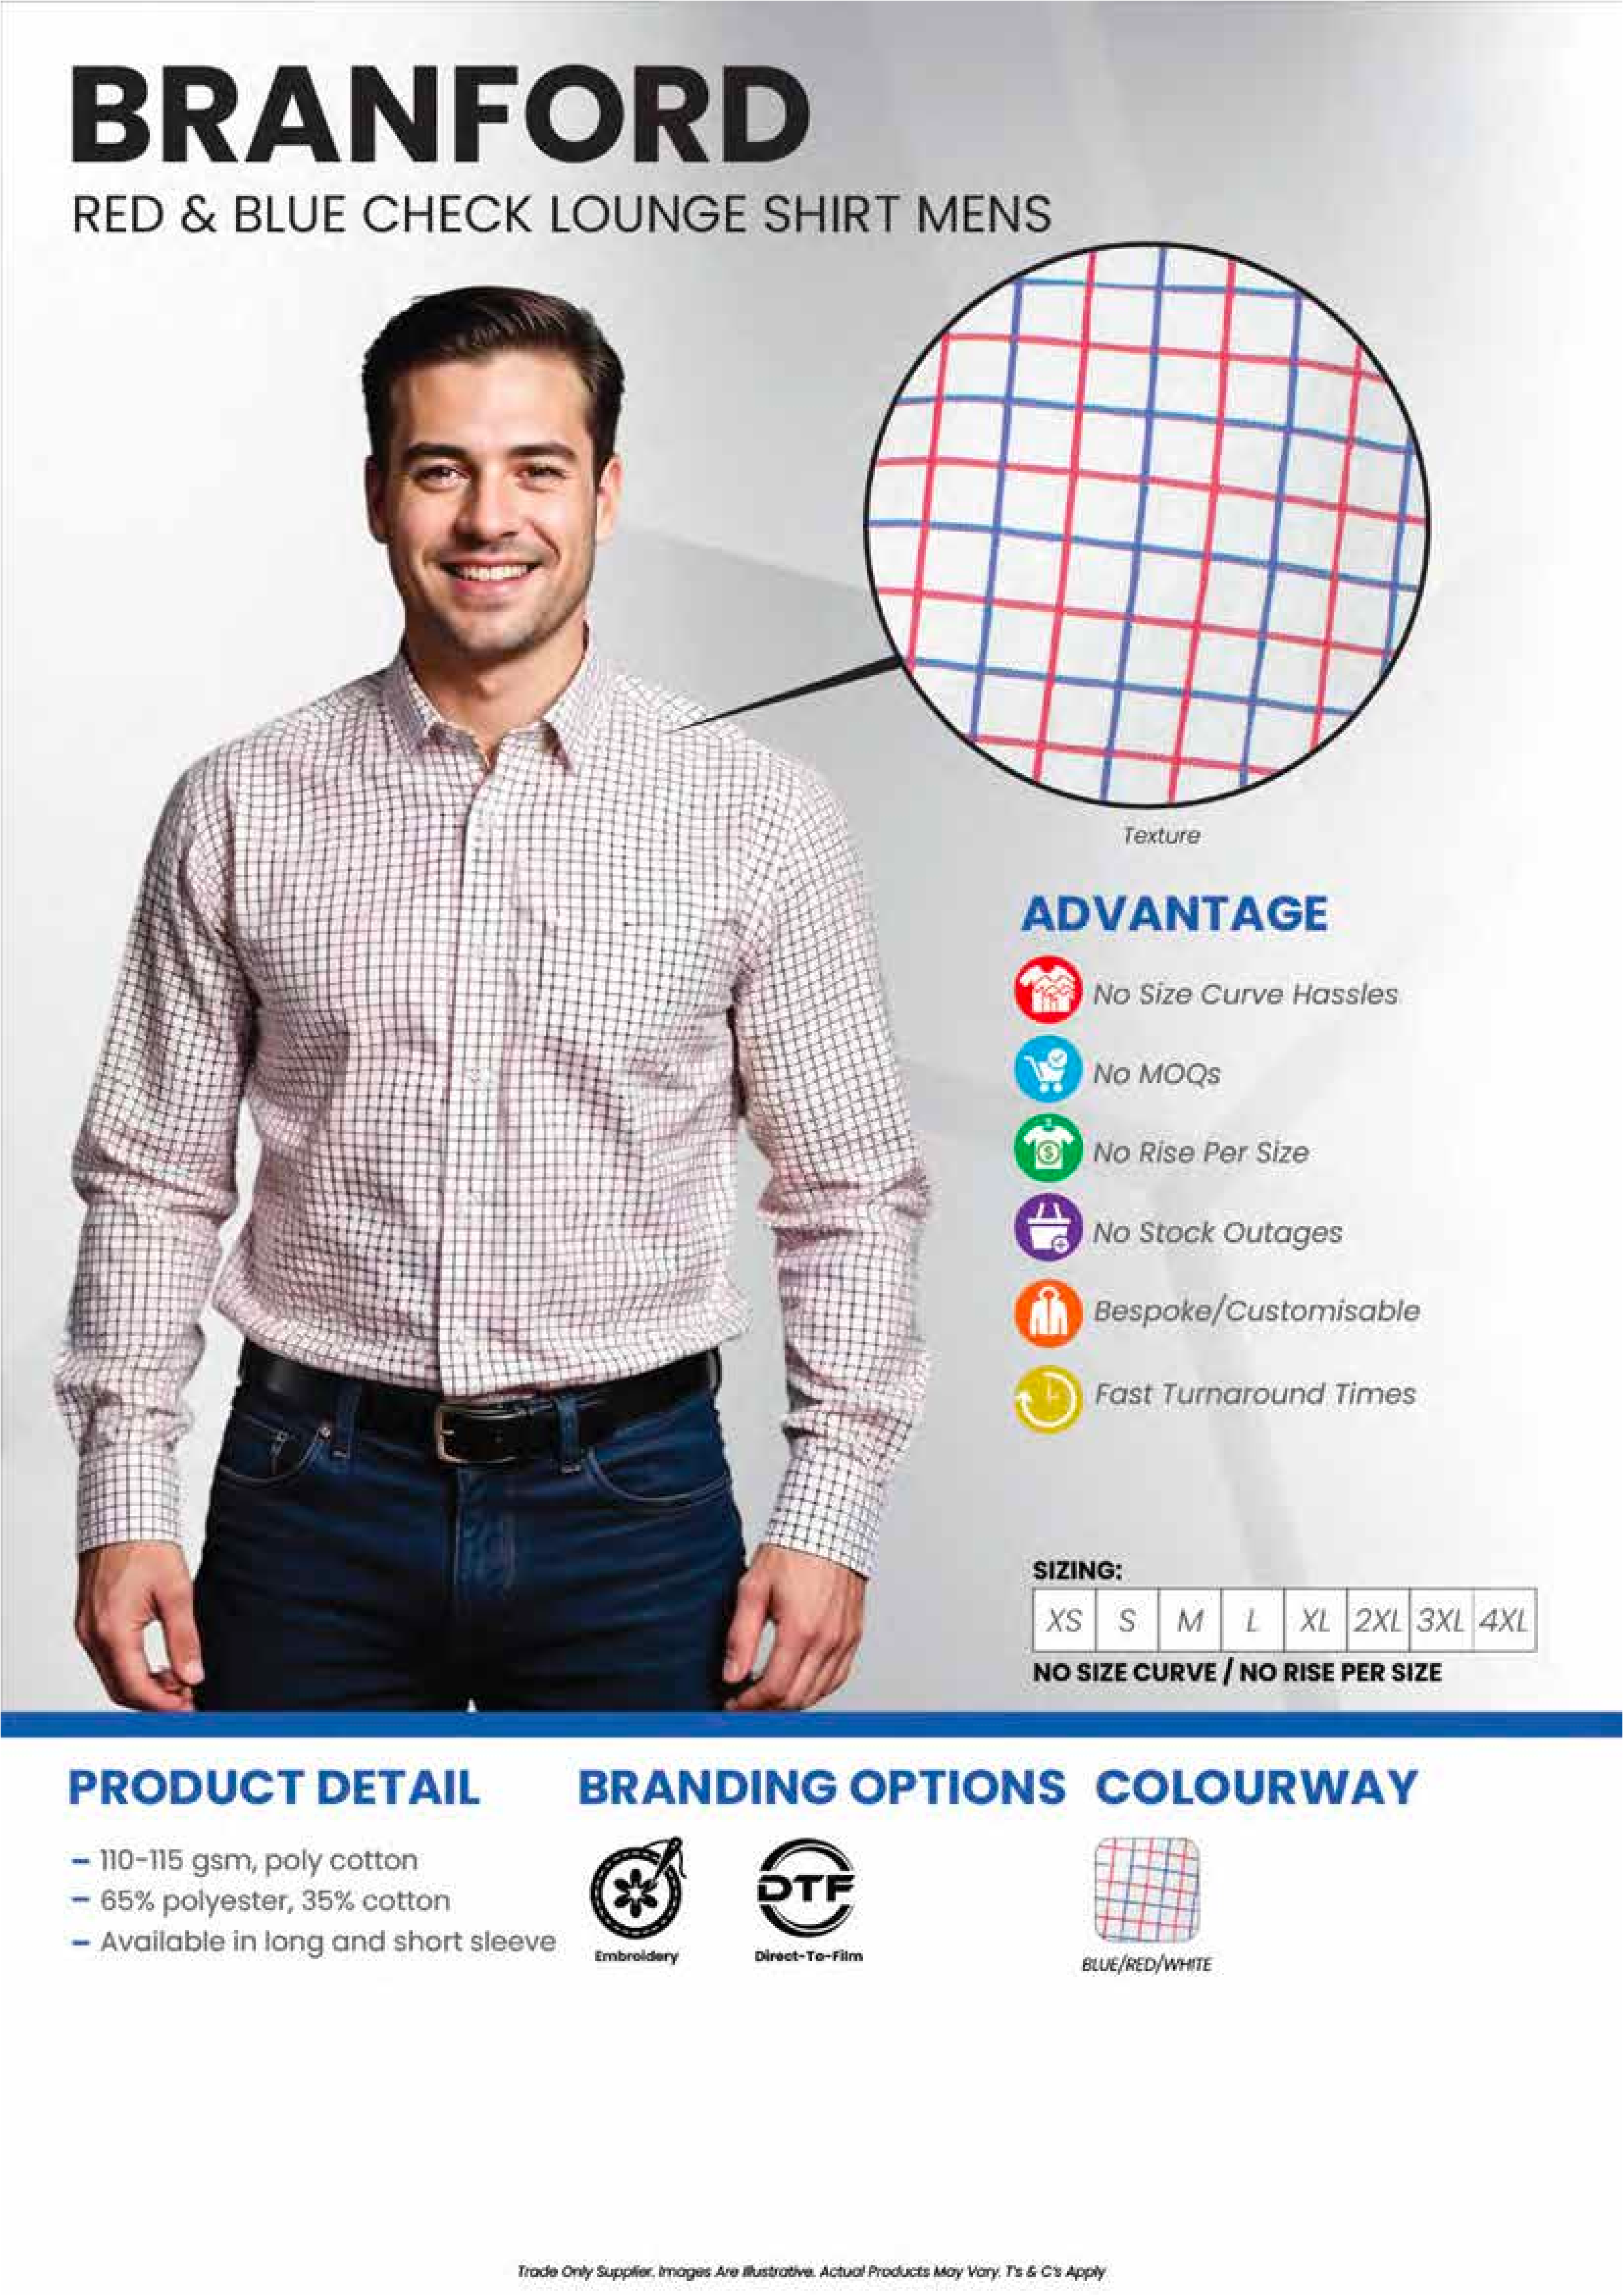 BRANFORD
RED & BLUE CHECK LOUNGE SHIRT MENS
Texture
ADVANTAGE
No Size Curve Hassles
No MOQs
No Rise Per Size
No Stock Outages
Bespoke/Customisable
Fast Turnaround Times
SIZING:
XS S M L XL 2XL 3XL 4XL
NO SIZE CURVE / NO RISE PER SIZE
PRODUCT DETAIL
- 110-115 gsm, poly cotton
- 65% polyester, 35% cotton
- Available in long and short sleeve
BRANDING OPTIONS
Embroidery
DTF
Direct-To-Film
COLOURWAY
BLUE/RED/WHITE
Trade Only Supplier. Images Are Illustrative. Actual Products May Vary. T's & C's Apply